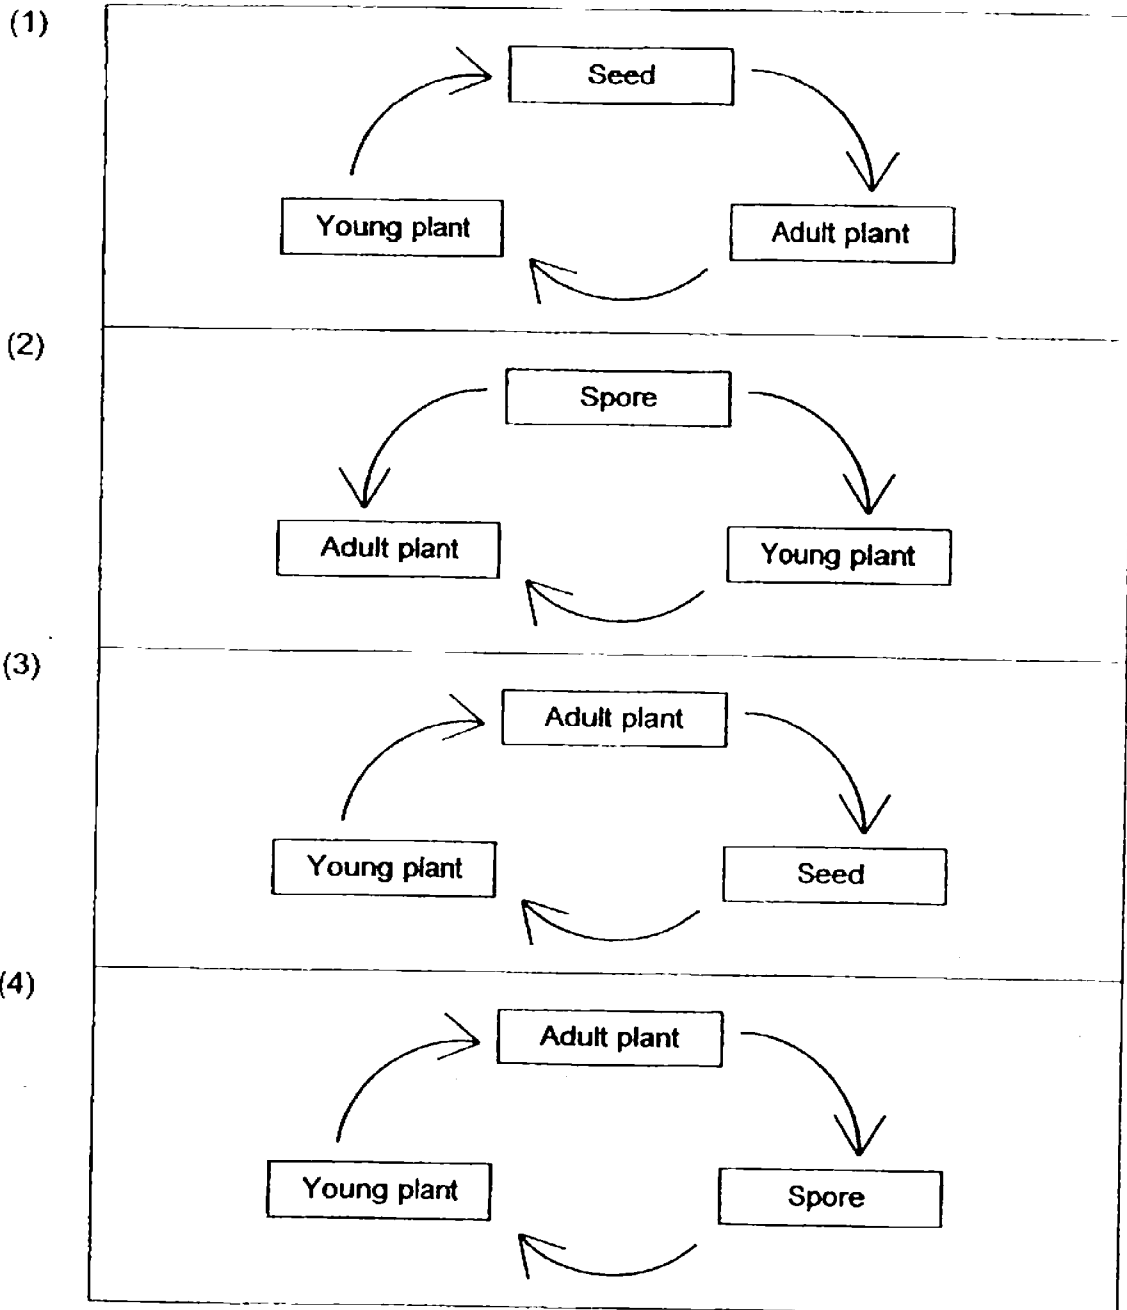 (1)
Seed
Young plant
Adult plant
(2)
Spore
Adult plant
Young plant
(3)
Adult plant
Young plant
Seed
(4)
Adult plant
Young plant
Spore